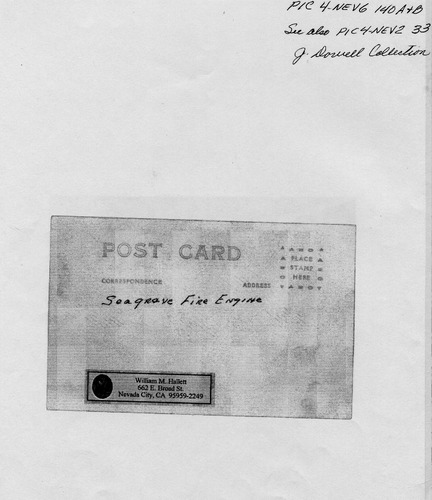 PIC 4-NEV6 140 A+B
See also PIC4-NEV2 33
J. Dowell Collection
POST CARD
CORRESPONDENCE
ADDRESS
PLACE
STAMP
HERE
Seagrave Fire Engine
William M. Hallett
662 E. Broad St.
Nevada City, CA 95959-2249